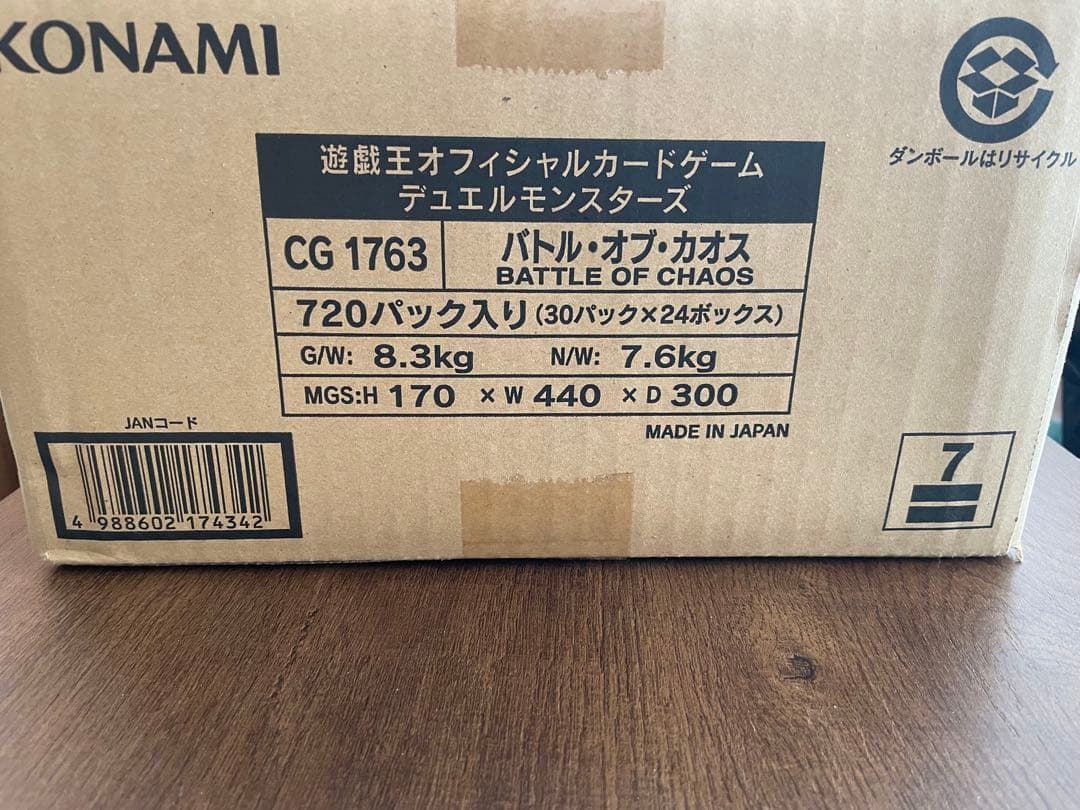 KONAMI
ダンボールはリサイクル
遊戯王オフィシャルカードゲーム
デュエルモンスターズ
CG 1763
バトル・オブ・カオス
BATTLE OF CHAOS
720パック入り(30パック×24ボックス)
G/W: 8.3kg N/W: 7.6kg
MGS:H 170 × W 440 × D 300
MADE IN JAPAN
JANコード
4 988602 174342
7